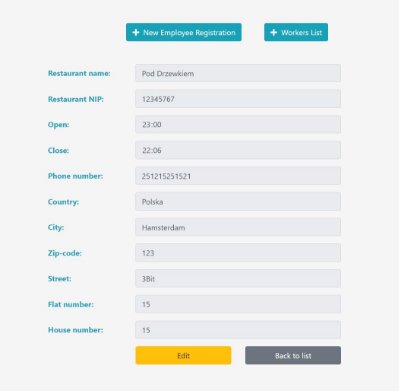 + New Employee Registration + Workers List
Restaurant name: Pod Drzewkiem
Restaurant NIP: 12345767
Open: 23:00
Close: 22:06
Phone number: 251215251521
Country: Polska
City: Hamsterdam
Zip-code: 123
Street: 3Bit
Flat number: 15
House number: 15
Edit Back to list